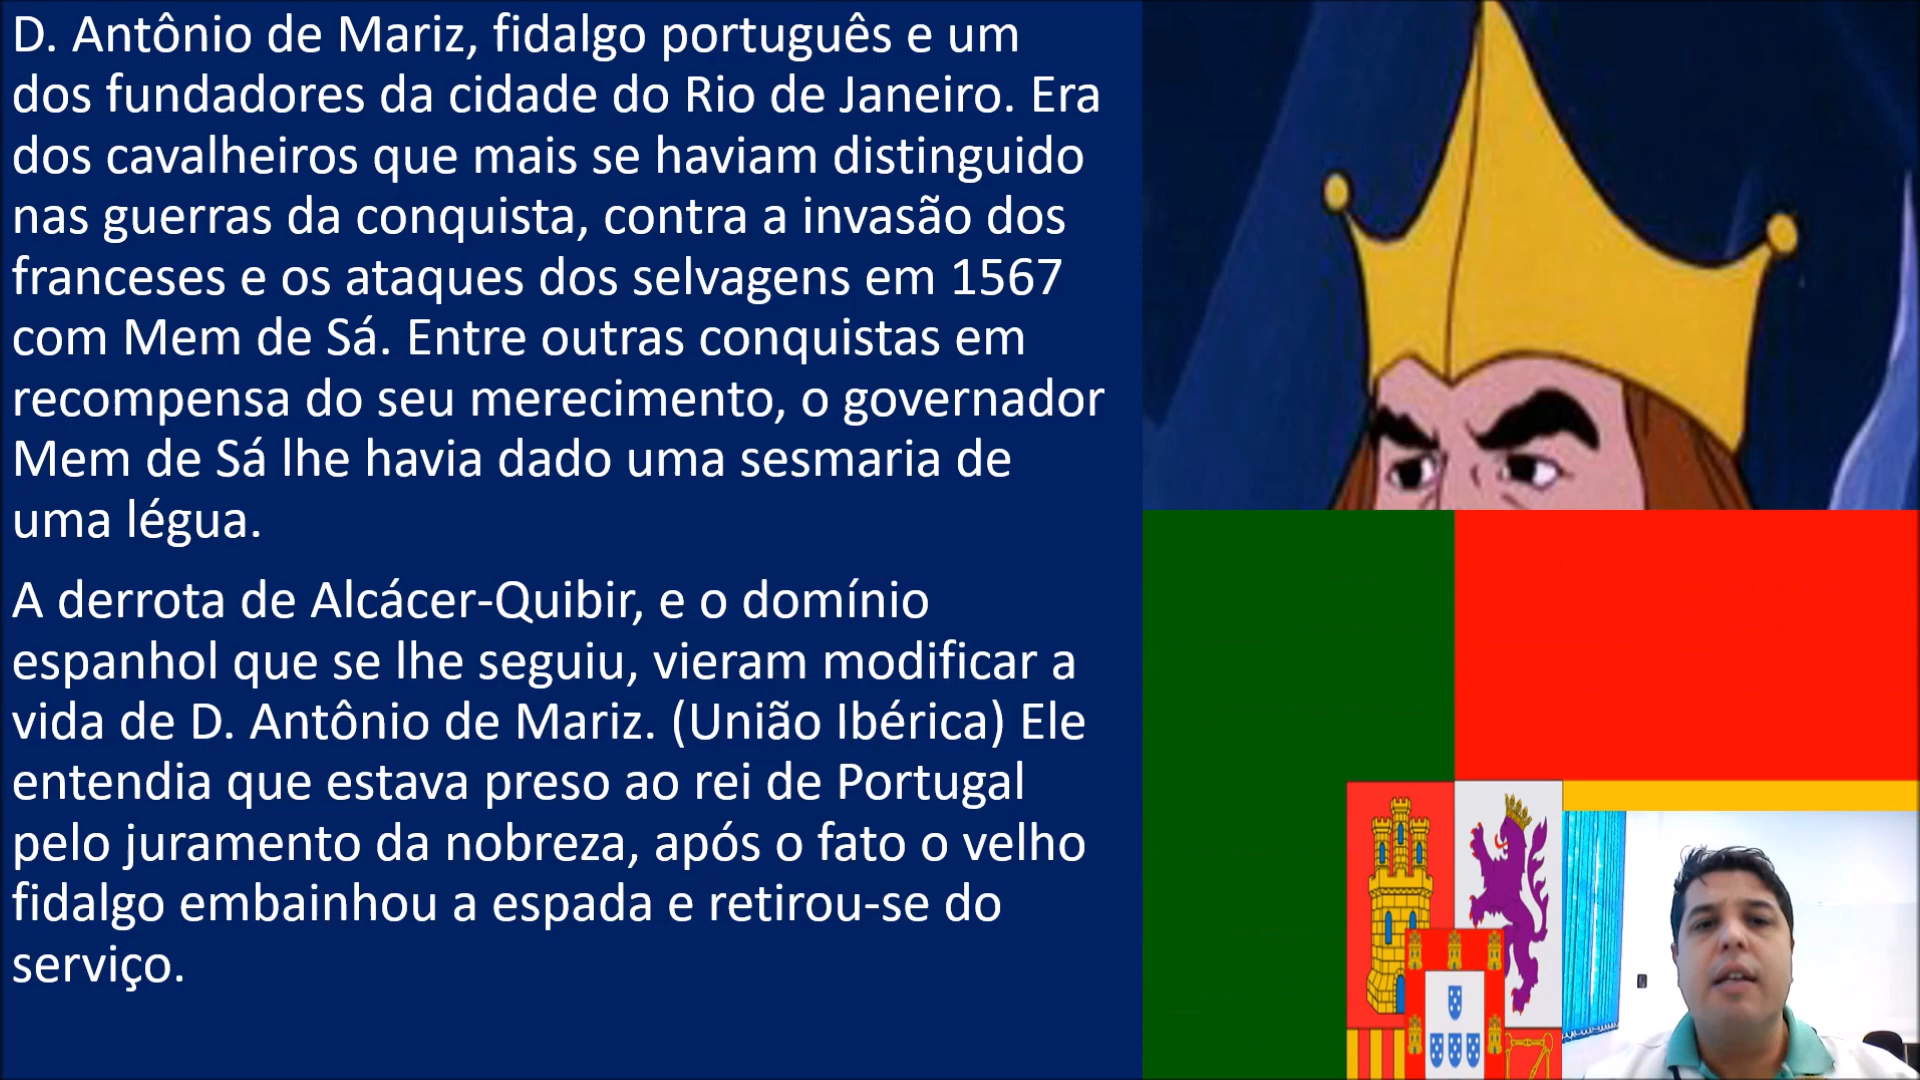 D. Antônio de Mariz, fidalgo português e um
dos fundadores da cidade do Rio de Janeiro. Era
dos cavalheiros que mais se haviam distinguido
nas guerras da conquista, contra a invasão dos
franceses e os ataques dos selvagens em 1567
com Mem de Sá. Entre outras conquistas em
recompensa do seu merecimento, o governador
Mem de Sá lhe havia dado uma sesmaria de
uma légua.
A derrota de Alcácer-Quibir, e o domínio
espanhol que se lhe seguiu, vieram modificar a
vida de D. Antônio de Mariz. (União Ibérica) Ele
entendia que estava preso ao rei de Portugal
pelo juramento da nobreza, após o fato o velho
fidalgo embainhou a espada e retirou-se do
serviço.